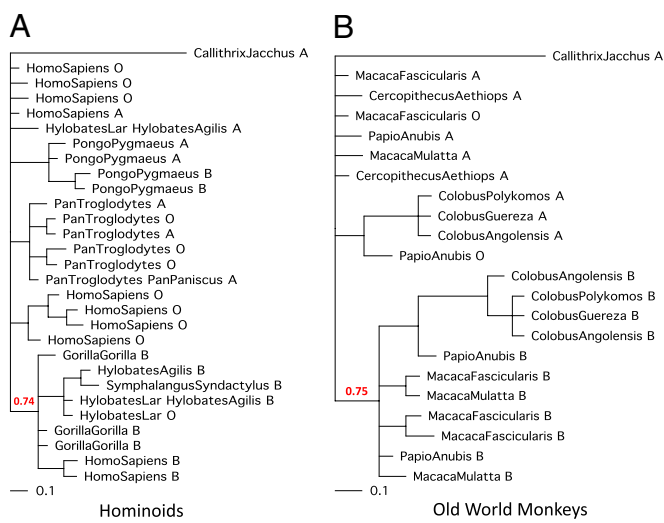 A
CallithrixJacchus A
HomoSapiens O
HomoSapiens O
HomoSapiens O
HomoSapiens A
HylobatesLar HylobatesAgilis A
PongoPygmaeus A
PongoPygmaeus A
PongoPygmaeus B
PongoPygmaeus B
PanTroglodytes A
PanTroglodytes O
PanTroglodytes A
PanTroglodytes O
PanTroglodytes O
PanTroglodytes PanPaniscus A
HomoSapiens O
HomoSapiens O
HomoSapiens O
HomoSapiens O
GorillaGorilla B
HylobatesAgilis B
SymphalangusSyndactylus B
0.74
HylobatesLar HylobatesAgilis B
HylobatesLar O
GorillaGorilla B
GorillaGorilla B
HomoSapiens B
HomoSapiens B
0.1
Hominoids
B
CallithrixJacchus A
MacacaFascicularis A
CercopithecusAethiops A
MacacaFascicularis O
PapioAnubis A
MacacaMulatta A
CercopithecusAethiops A
ColobusPolykomos A
ColobusGuereza A
ColobusAngolensis A
PapioAnubis O
ColobusAngolensis B
ColobusPolykomos B
ColobusGuereza B
ColobusAngolensis B
PapioAnubis B
MacacaFascicularis B
0.75
MacacaMulatta B
MacacaFascicularis B
MacacaFascicularis B
PapioAnubis B
MacacaMulatta B
0.1
Old World Monkeys